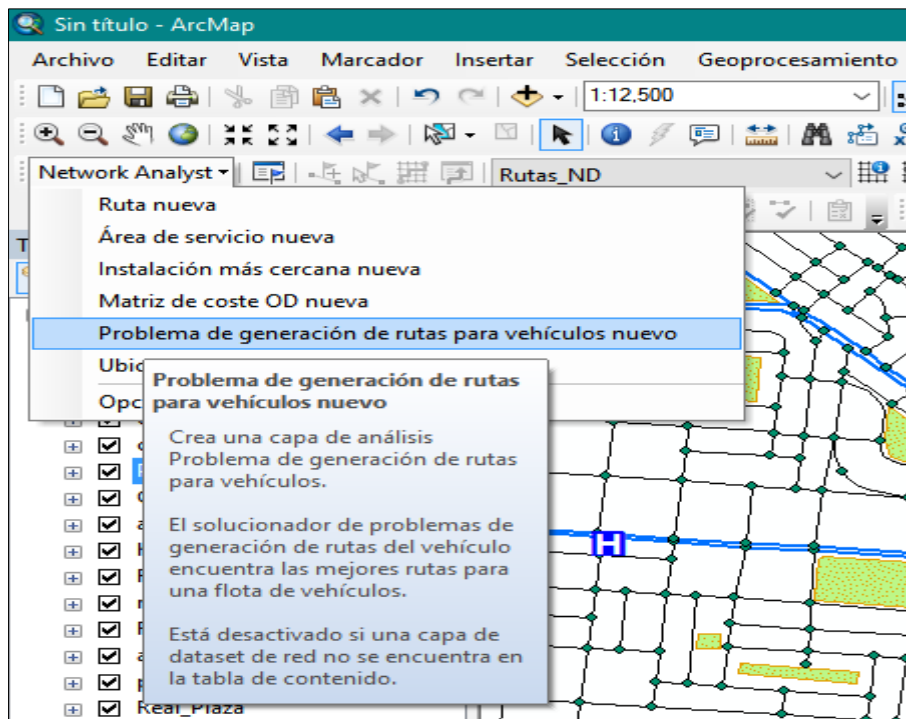 Sin título - ArcMap
Archivo Editar Vista Marcador Insertar Selección Geoprocesamiento
1:12,500
Network Analyst Rutas_ND
Ruta nueva
Área de servicio nueva
Instalación más cercana nueva
Matriz de coste OD nueva
Problema de generación de rutas para vehículos nuevo
Problema de generación de rutas
para vehículos nuevo
Crea una capa de análisis
Problema de generación de rutas
para vehículos.
El solucionador de problemas de
generación de rutas del vehículo
encuentra las mejores rutas para
una flota de vehículos.
Está desactivado si una capa de
dataset de red no se encuentra en
la tabla de contenido.
Real_Plaza
H